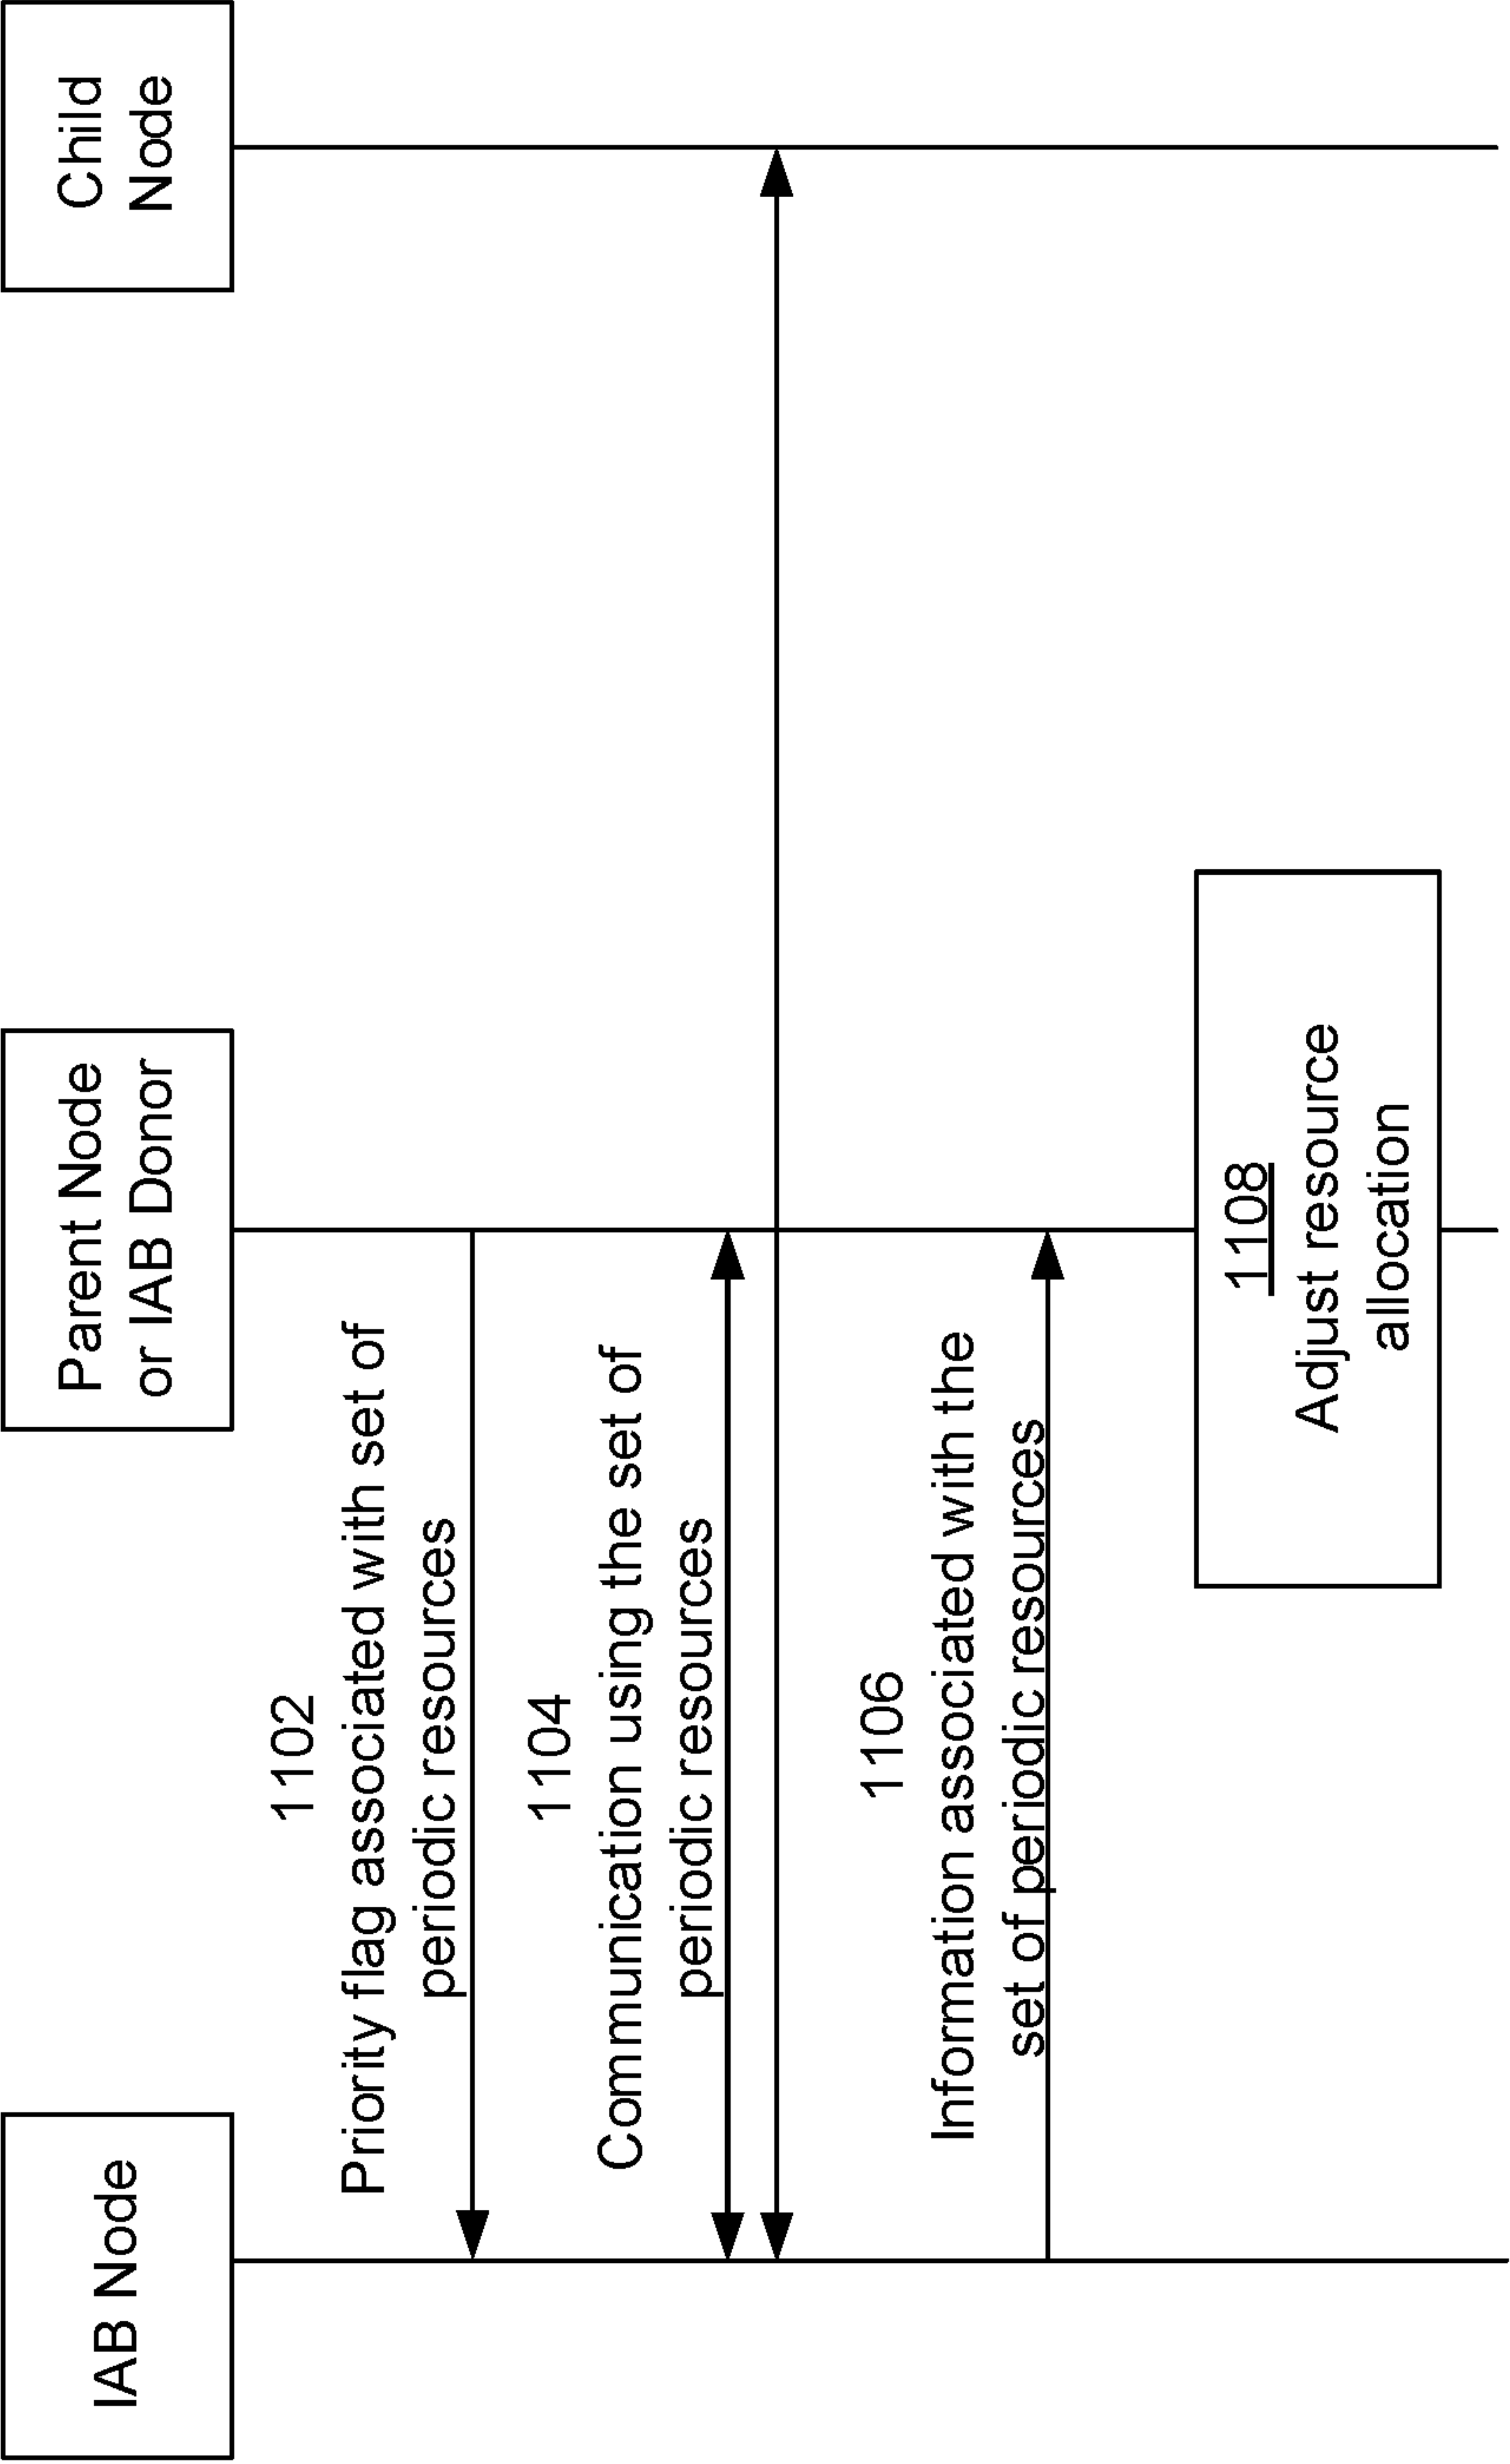 IAB Node
Parent Node
or IAB Donor
Child
Node
1102
Priority flag associated with set of
periodic resources
1104
Communication using the set of
periodic resources
1106
Information associated with the
set of periodic resources
1108
Adjust resource
allocation